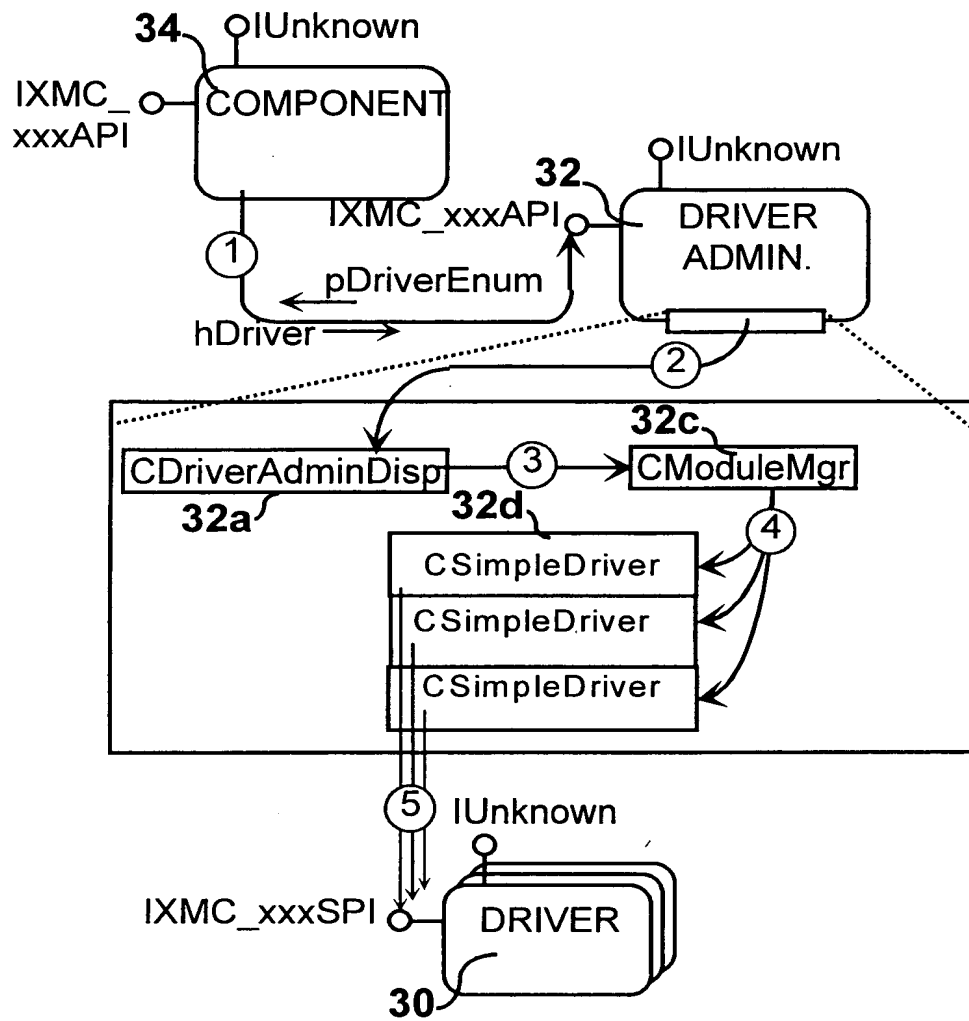 34
IUnknown
IXMC_
xxxAPI
COMPONENT
IUnknown
32
IXMC_xxxAPI
DRIVER
ADMIN.
1
pDriverEnum
hDriver
2
32c
CDriverAdminDisp
3
CModuleMgr
32a
32d
4
CSimpleDriver
CSimpleDriver
CSimpleDriver
5
IUnknown
IXMC_xxxSPI
DRIVER
30